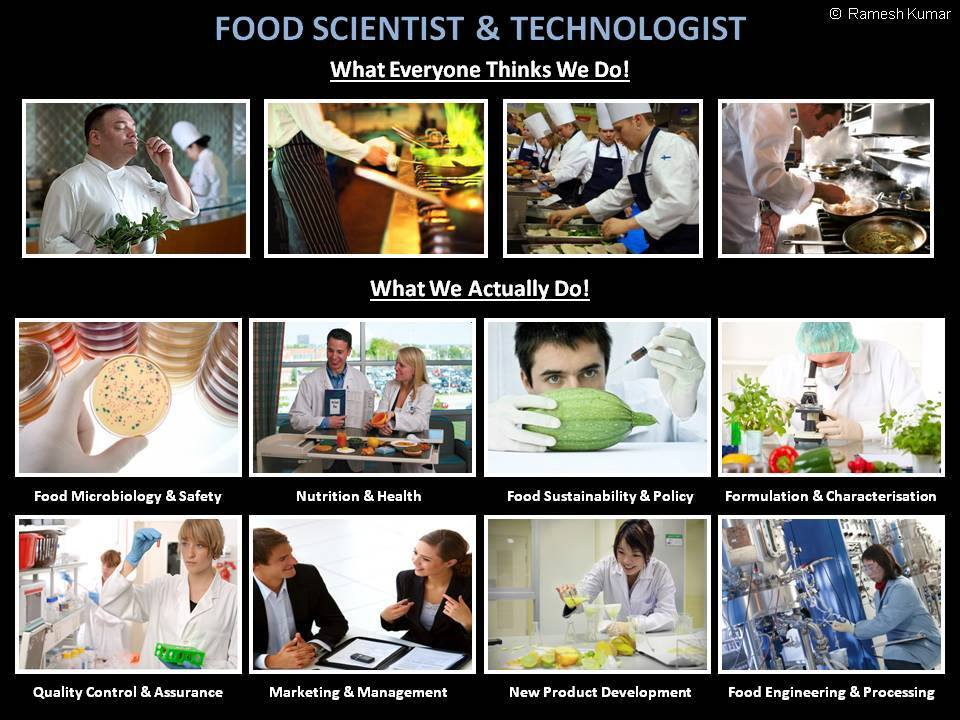 © Ramesh Kumar
FOOD SCIENTIST & TECHNOLOGIST
What Everyone Thinks We Do!
What We Actually Do!
Food Microbiology & Safety
Nutrition & Health
Food Sustainability & Policy
Formulation & Characterisation
Quality Control & Assurance
Marketing & Management
New Product Development
Food Engineering & Processing